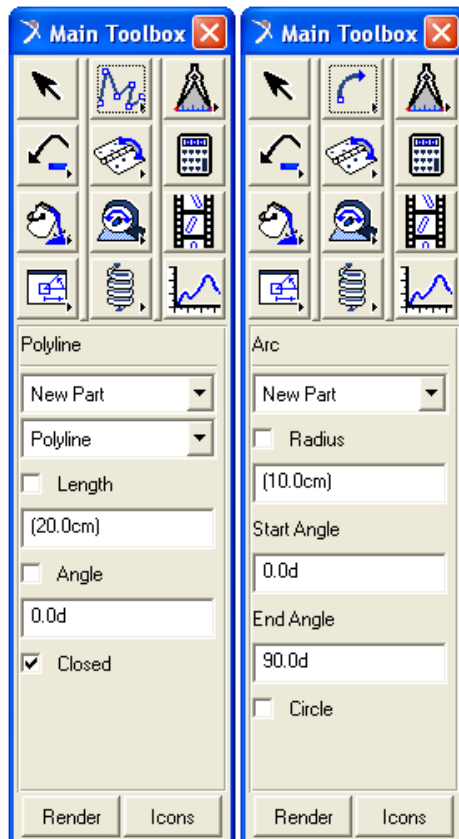 Main Toolbox
Polyline
New Part
Polyline
Length
(20.0cm)
Angle
0.0d
Closed
Render Icons
Main Toolbox
Arc
New Part
Radius
(10.0cm)
Start Angle
0.0d
End Angle
90.0d
Circle
Render Icons